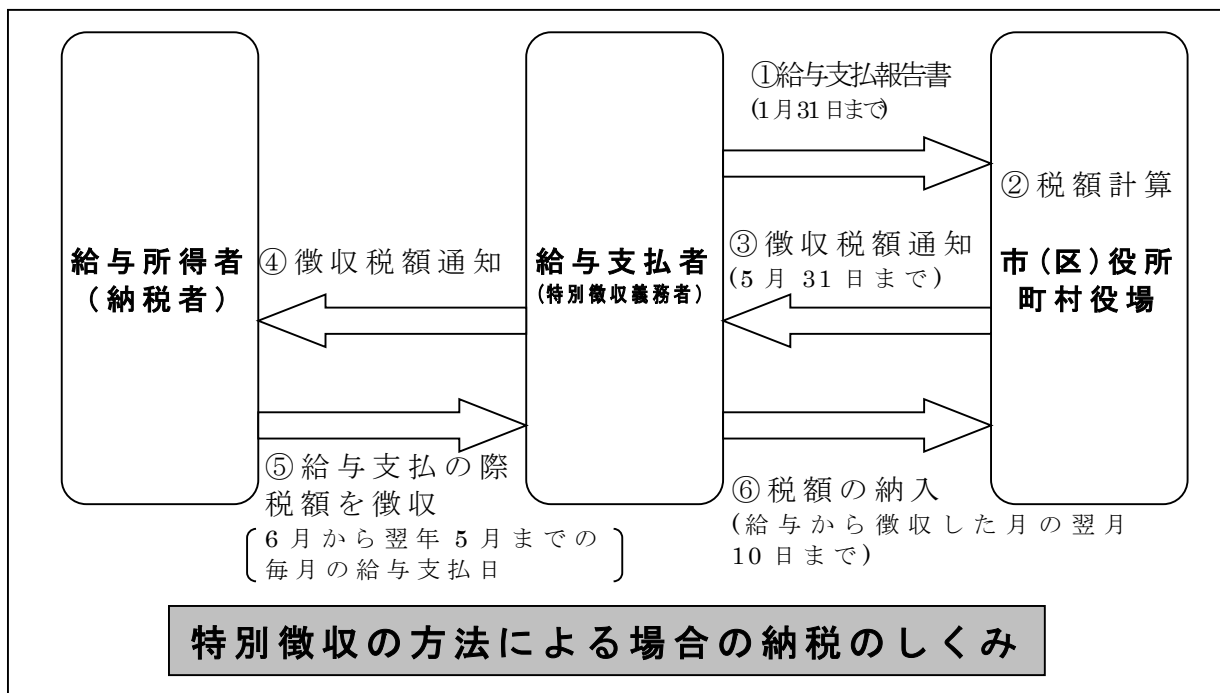 ①給与支払報告書
(1月31日まで)
②税額計算
給与所得者
(納税者)
④徴収税額通知
給与支払者
(特別徴収義務者)
③徴収税額通知
(5月31日まで)
市(区)役所
町村役場
⑤給与支払の際
税額を徴収
6月から翌年5月までの
毎月の給与支払日
⑥税額の納入
(給与から徴収した月の翌月
10日まで)
特別徴収の方法による場合の納税のしくみ